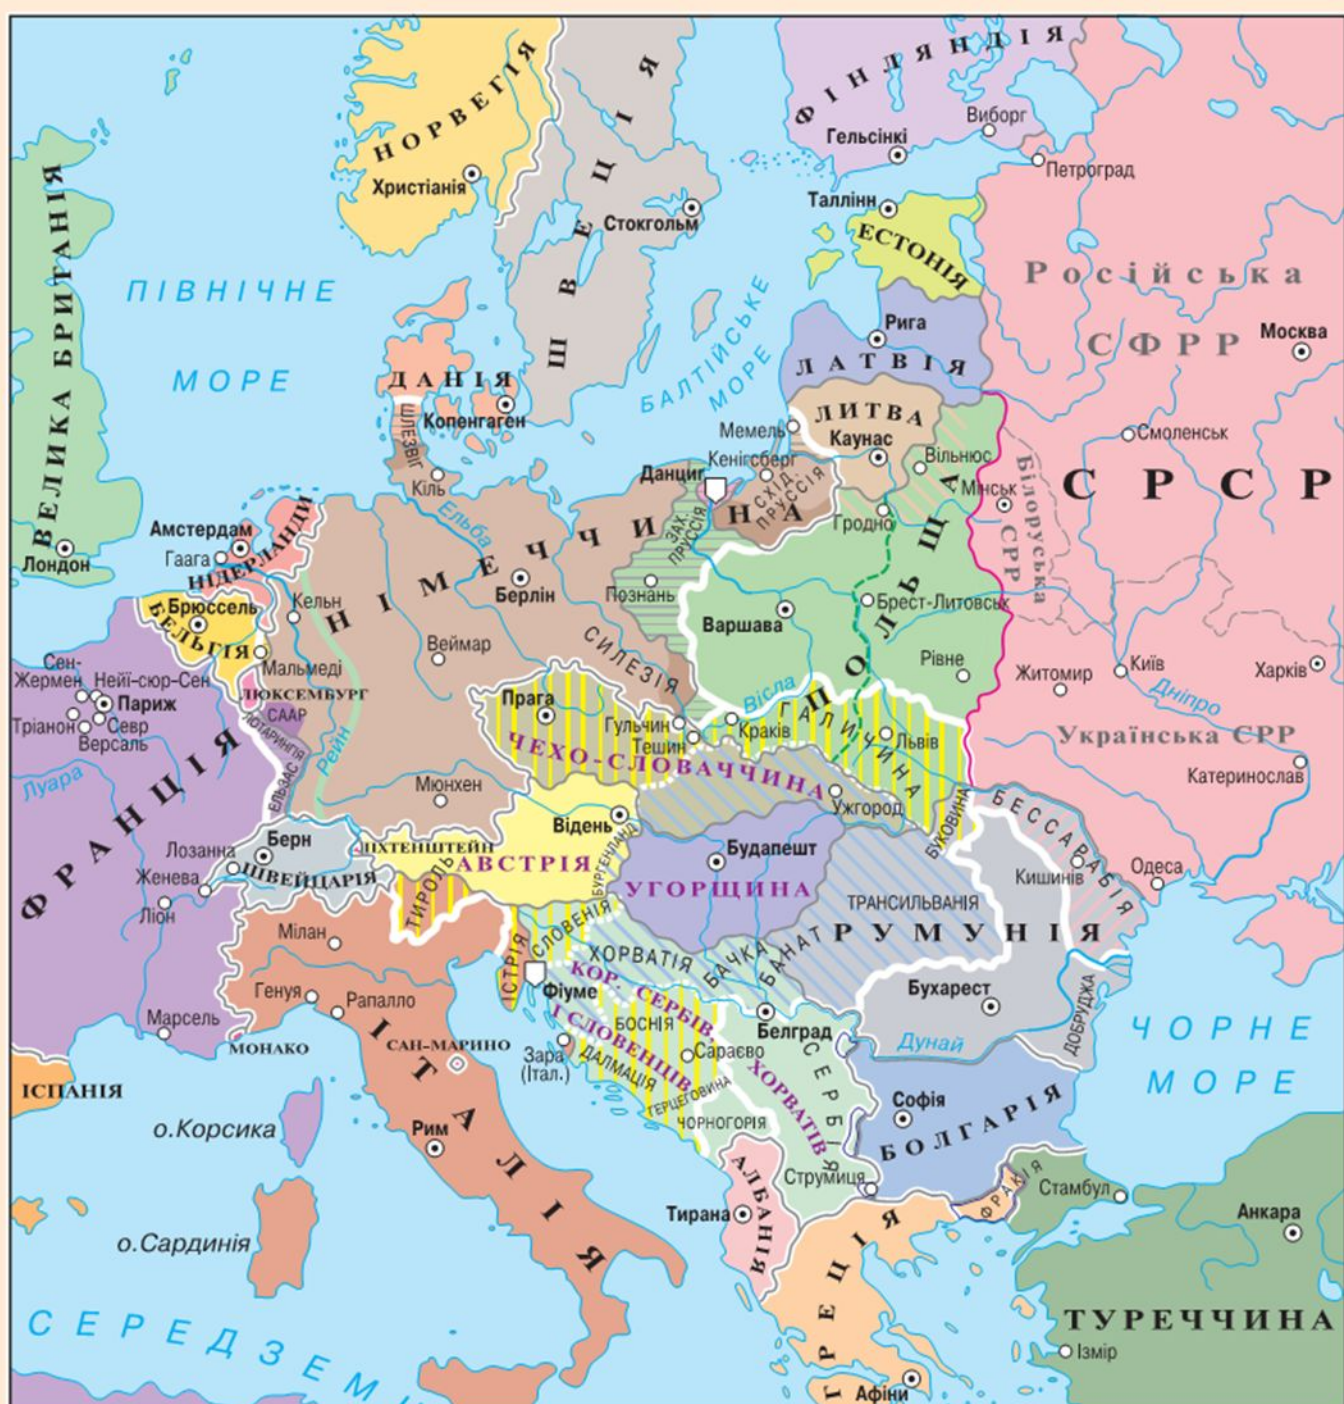 НОРВЕГІЯ
Христіанія
ШВЕЦІЯ
Стокгольм
ФІНЛЯНДІЯ
Гельсінкі
Виборг
Петроград
Таллінн
ЕСТОНІЯ
Рига
ЛАТВІЯ
ЛИТВА
Каунас
Мемель
Вільнюс
Російська
СФРР
Москва
Смоленськ
СРСР
Мінськ
Білоруська
СРР
ВЕЛИКА БРИТАНІЯ
Лондон
ПІВНІЧНЕ
МОРЕ
БАЛТІЙСЬКЕ
МОРЕ
ДАНІЯ
Копенгаген
ШЛЕЗВІГ
Кіль
Ельба
Данциг
Кенігсберг
СХІД.
ПРУССІЯ
ЗАХ.
ПРУССІЯ
Гродно
Амстердам
Гаага
НІДЕРЛАНДИ
Брюссель
БЕЛЬГІЯ
Кельн
Мальмеді
ЛЮКСЕМБУРГ
СААР
ЛОТАРИНГІЯ
ЕЛЬЗАС
Рейн
НІМЕЧЧИНА
Берлін
Веймар
Познань
СИЛЕЗІЯ
Мюнхен
ПОЛЬЩА
Варшава
Брест-Литовськ
Рівне
Вісла
Краків
ГАЛИЧИНА
Львів
Житомир
Київ
Харків
Дніпро
Українська СРР
Катеринослав
Сен-
Жермен
Нейї-сюр-Сен
Париж
Тріанон
Севр
Версаль
Луара
ФРАНЦІЯ
Прага
Гульчин
Тешин
ЧЕХО-СЛОВАЧЧИНА
Ужгород
БУКОВИНА
Берн
Лозанна
Женева
ШВЕЙЦАРІЯ
ЛІХТЕНШТЕЙН
Ліон
Марсель
МОНАКО
Відень
АВСТРІЯ
ТИРОЛЬ
БУРГЕНЛАНД
Будапешт
УГОРЩИНА
ТРАНСИЛЬВАНІЯ
РУМУНІЯ
БЕССАРАБІЯ
Кишинів
Одеса
Бухарест
Дунай
ДОБРУДЖА
БАНАТ
БАЧКА
ХОРВАТІЯ
СЛОВЕНІЯ
ІСТРІЯ
Фіуме
КОР. СЕРБІВ,
ХОРВАТІВ
І СЛОВЕНЦІВ
БОСНІЯ
Сараєво
ДАЛМАЦІЯ
ГЕРЦЕГОВИНА
ЧОРНОГОРІЯ
Зара
(Італ.)
Белград
СЕРБІЯ
Струмиця
Мілан
Генуя
Рапалло
САН-МАРИНО
ІТАЛІЯ
Рим
ІСПАНІЯ
о.Корсика
о.Сардинія
СЕРЕДЗЕМ
АЛБАНІЯ
Тирана
Софія
БОЛГАРІЯ
ЧОРНЕ
МОРЕ
ФРАКІЯ
Стамбул
Анкара
ТУРЕЧЧИНА
Ізмір
ГРЕЦІЯ
Афіни